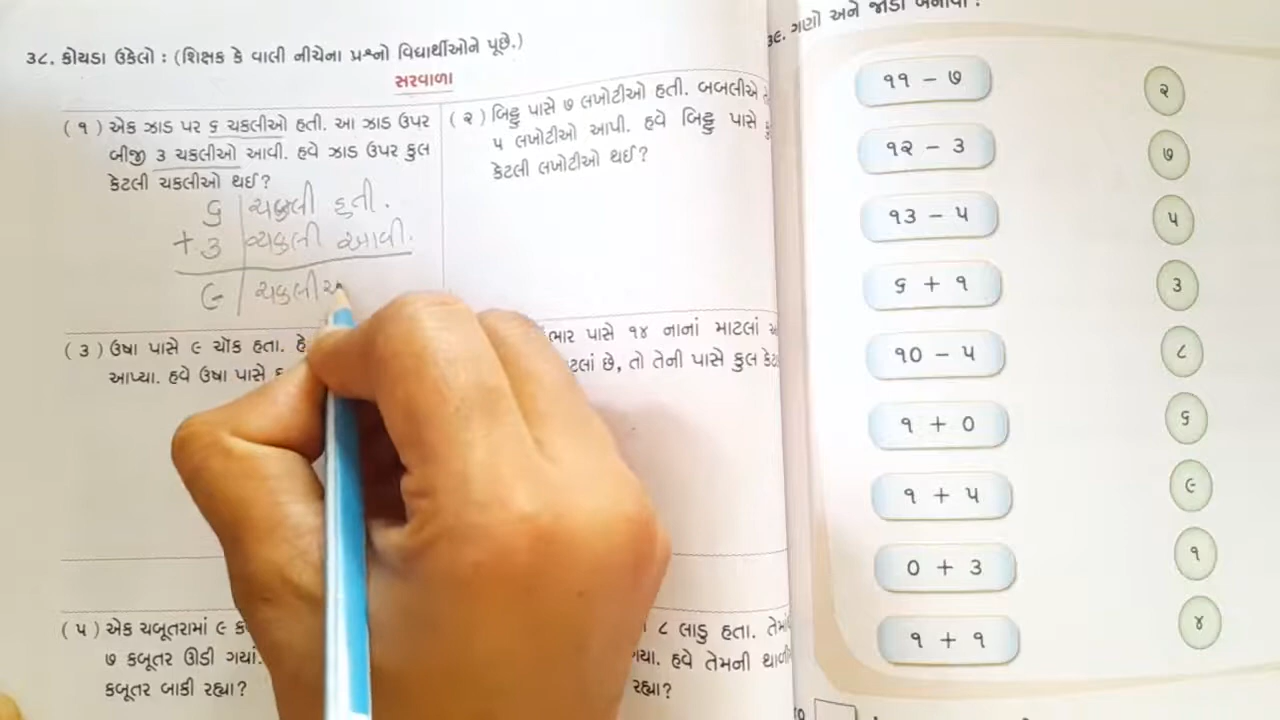 ૩૮. કોયડા ઉકેલો : (શિક્ષક કે વાલી નીચેના પ્રશ્નો વિદ્યાર્થીઓને પૂછે.)
સરવાળા
(૧) એક ઝાડ પર ૬ ચકલીઓ હતી. આ ઝાડ ઉપર
બીજી ૩ ચકલીઓ આવી. હવે ઝાડ ઉપર કુલ
કેટલી ચકલીઓ થઈ?
૬ ચકલી હતી.
+ ૩ ચકલી આવી.
૯ ચકલી
(૨) બિટ્ટુ પાસે ૭ લખોટીઓ હતી. બબલીએ
૫ લખોટીઓ આપી. હવે બિટ્ટુ પાસે
કેટલી લખોટીઓ થઈ?
(૩) ઉષા પાસે ૯ ચૉક હતા.
આપ્યા. હવે ઉષા પાસે
પાસે ૧૪ નાનાં માટલાં
છે, તો તેની પાસે કુલ
(૫) એક ચબૂતરામાં ૯
૭ કબૂતર ઊડી ગયાં.
કબૂતર બાકી રહ્યા?
૮ લાડુ હતા.
ગયા. હવે તેમની
રહ્યા?
૩૯. ગણો અને જોડી બનાવો :
૧૧ - ૭
૧૨ - ૩
૧૩ - ૫
૬ + ૧
૧૦ - ૫
૧ + ૦
૧ + ૫
૦ + ૩
૧ + ૧
૨
૭
૫
૩
૮
૬
૯
૧
૪